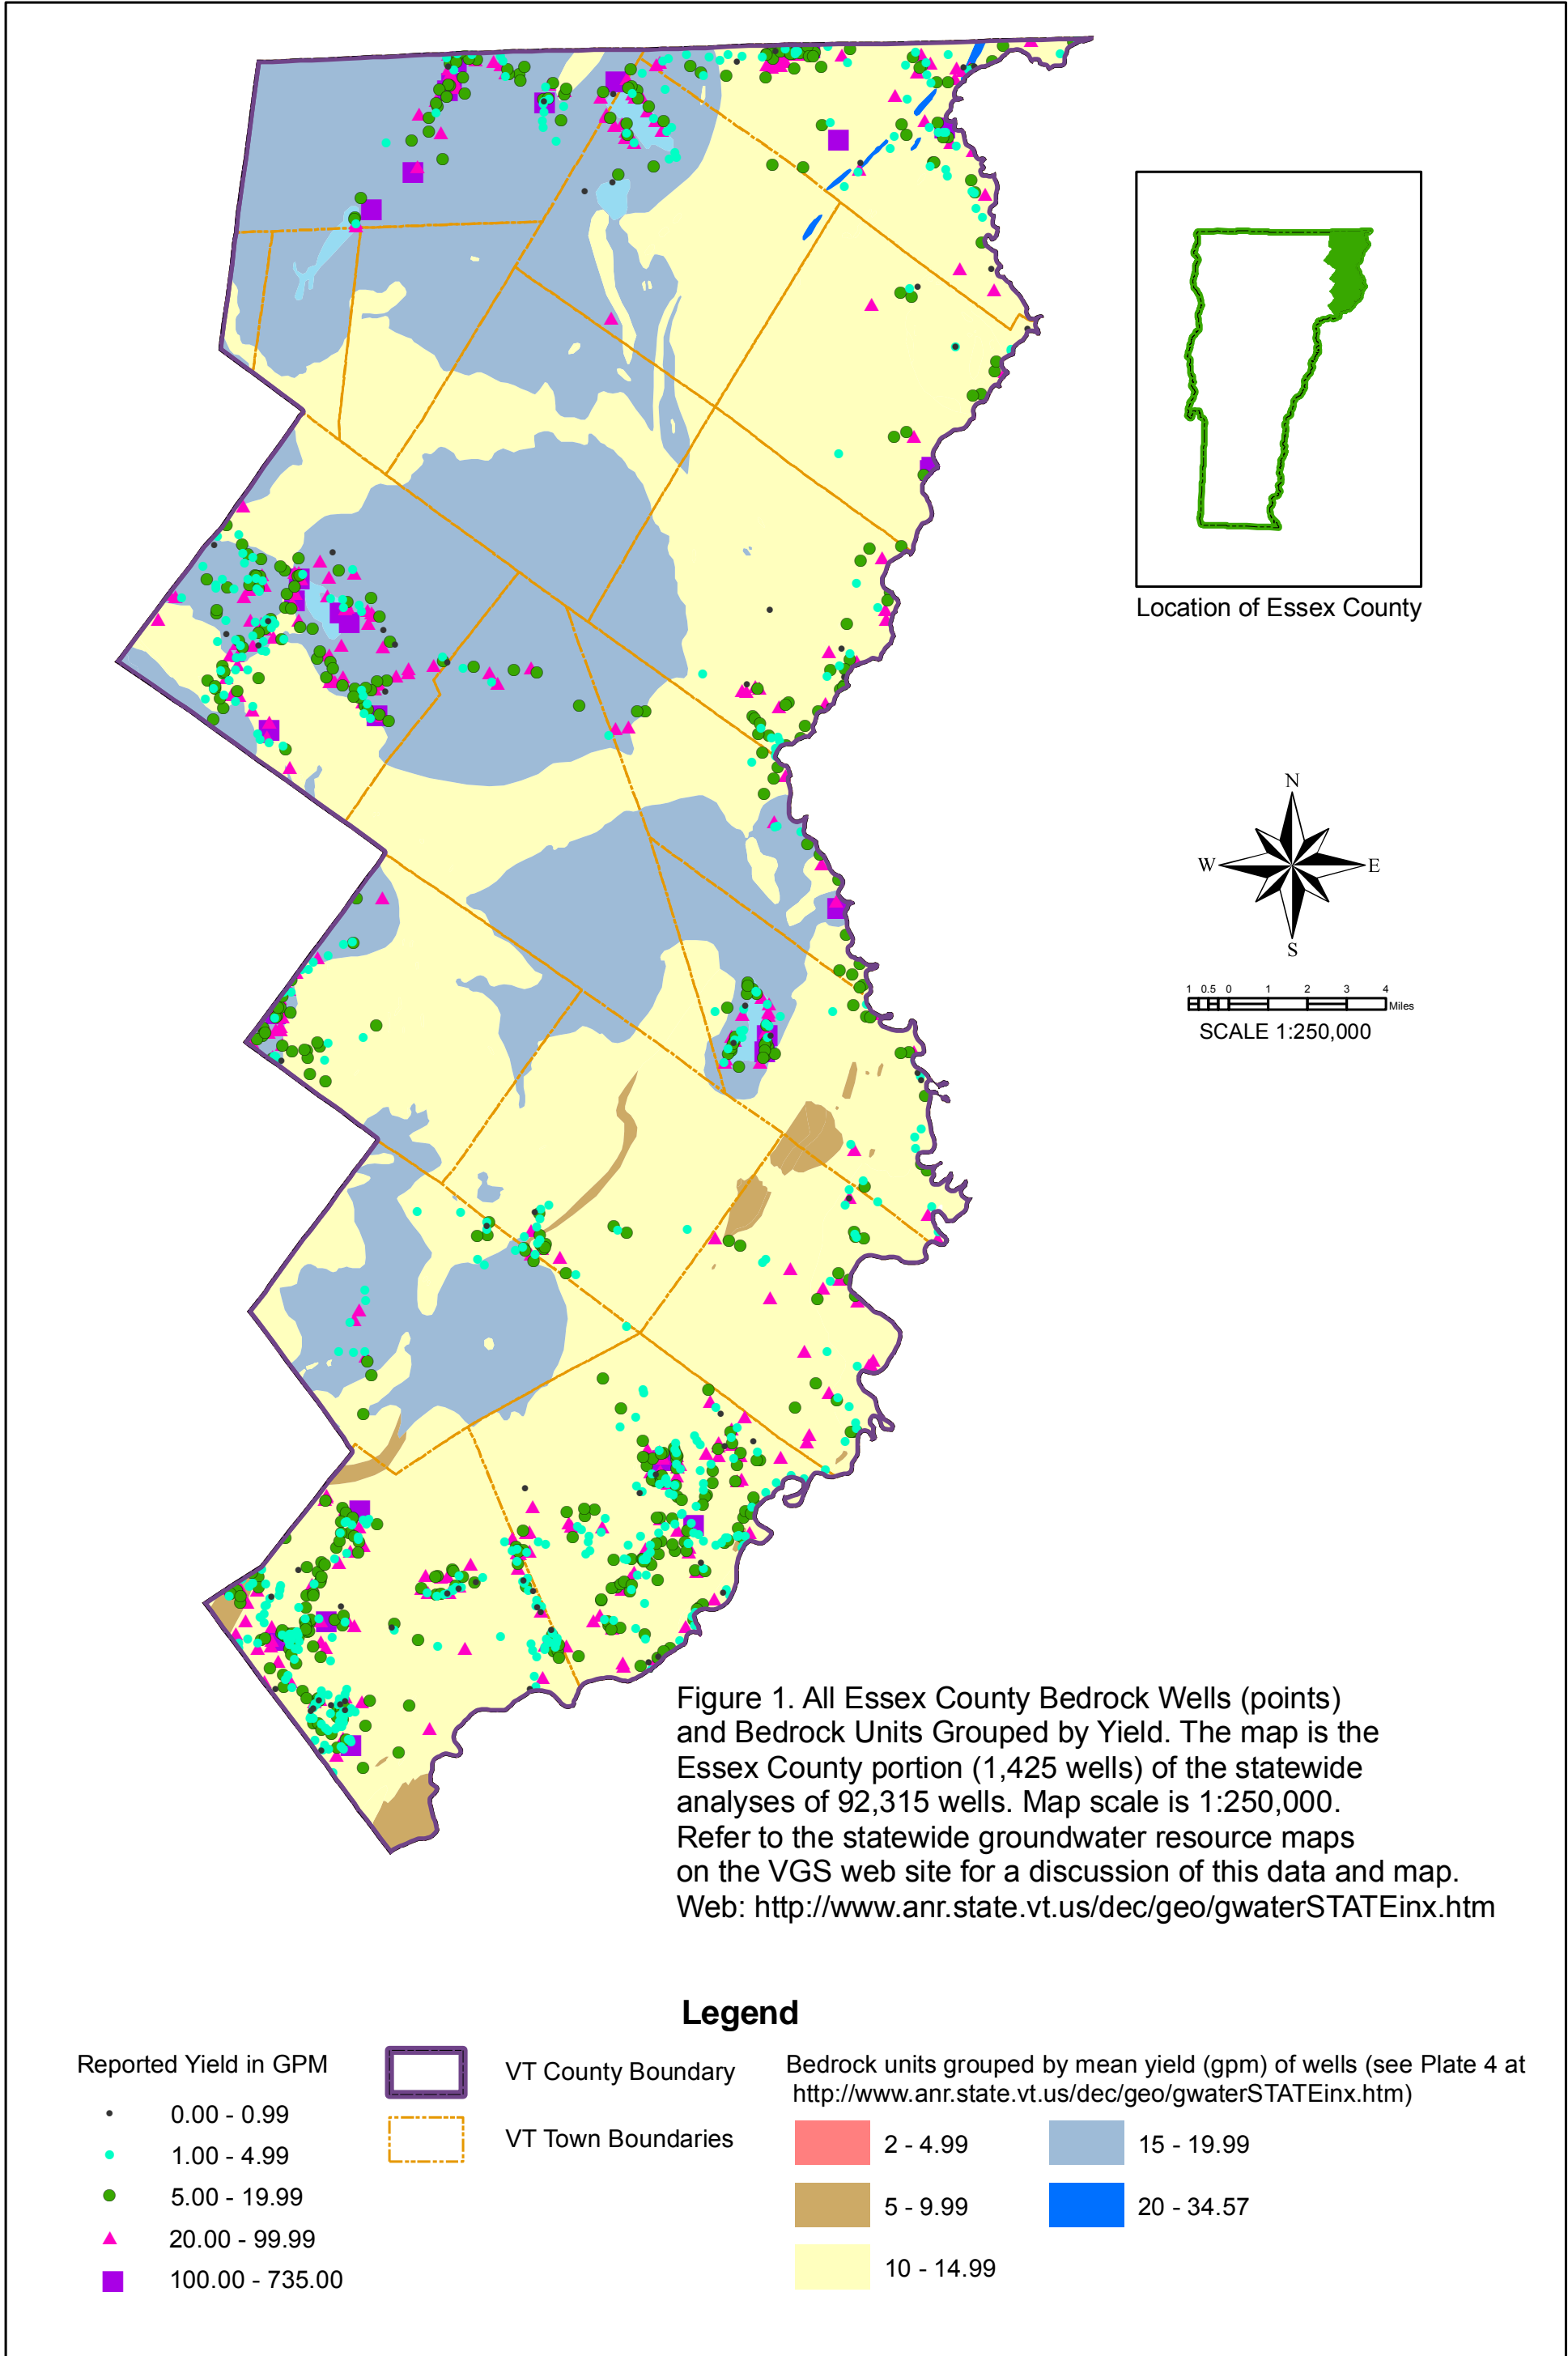 Location of Essex County
N
W
E
S
1 0.5 0 1 2 3 4
Miles
SCALE 1:250,000
Figure 1. All Essex County Bedrock Wells (points)
and Bedrock Units Grouped by Yield. The map is the
Essex County portion (1,425 wells) of the statewide
analyses of 92,315 wells. Map scale is 1:250,000.
Refer to the statewide groundwater resource maps
on the VGS web site for a discussion of this data and map.
Web: http://www.anr.state.vt.us/dec/geo/gwaterSTATEinx.htm
Legend
Reported Yield in GPM
0.00 - 0.99
1.00 - 4.99
5.00 - 19.99
20.00 - 99.99
100.00 - 735.00
VT County Boundary
VT Town Boundaries
Bedrock units grouped by mean yield (gpm) of wells (see Plate 4 at
http://www.anr.state.vt.us/dec/geo/gwaterSTATEinx.htm)
2 - 4.99
5 - 9.99
10 - 14.99
15 - 19.99
20 - 34.57